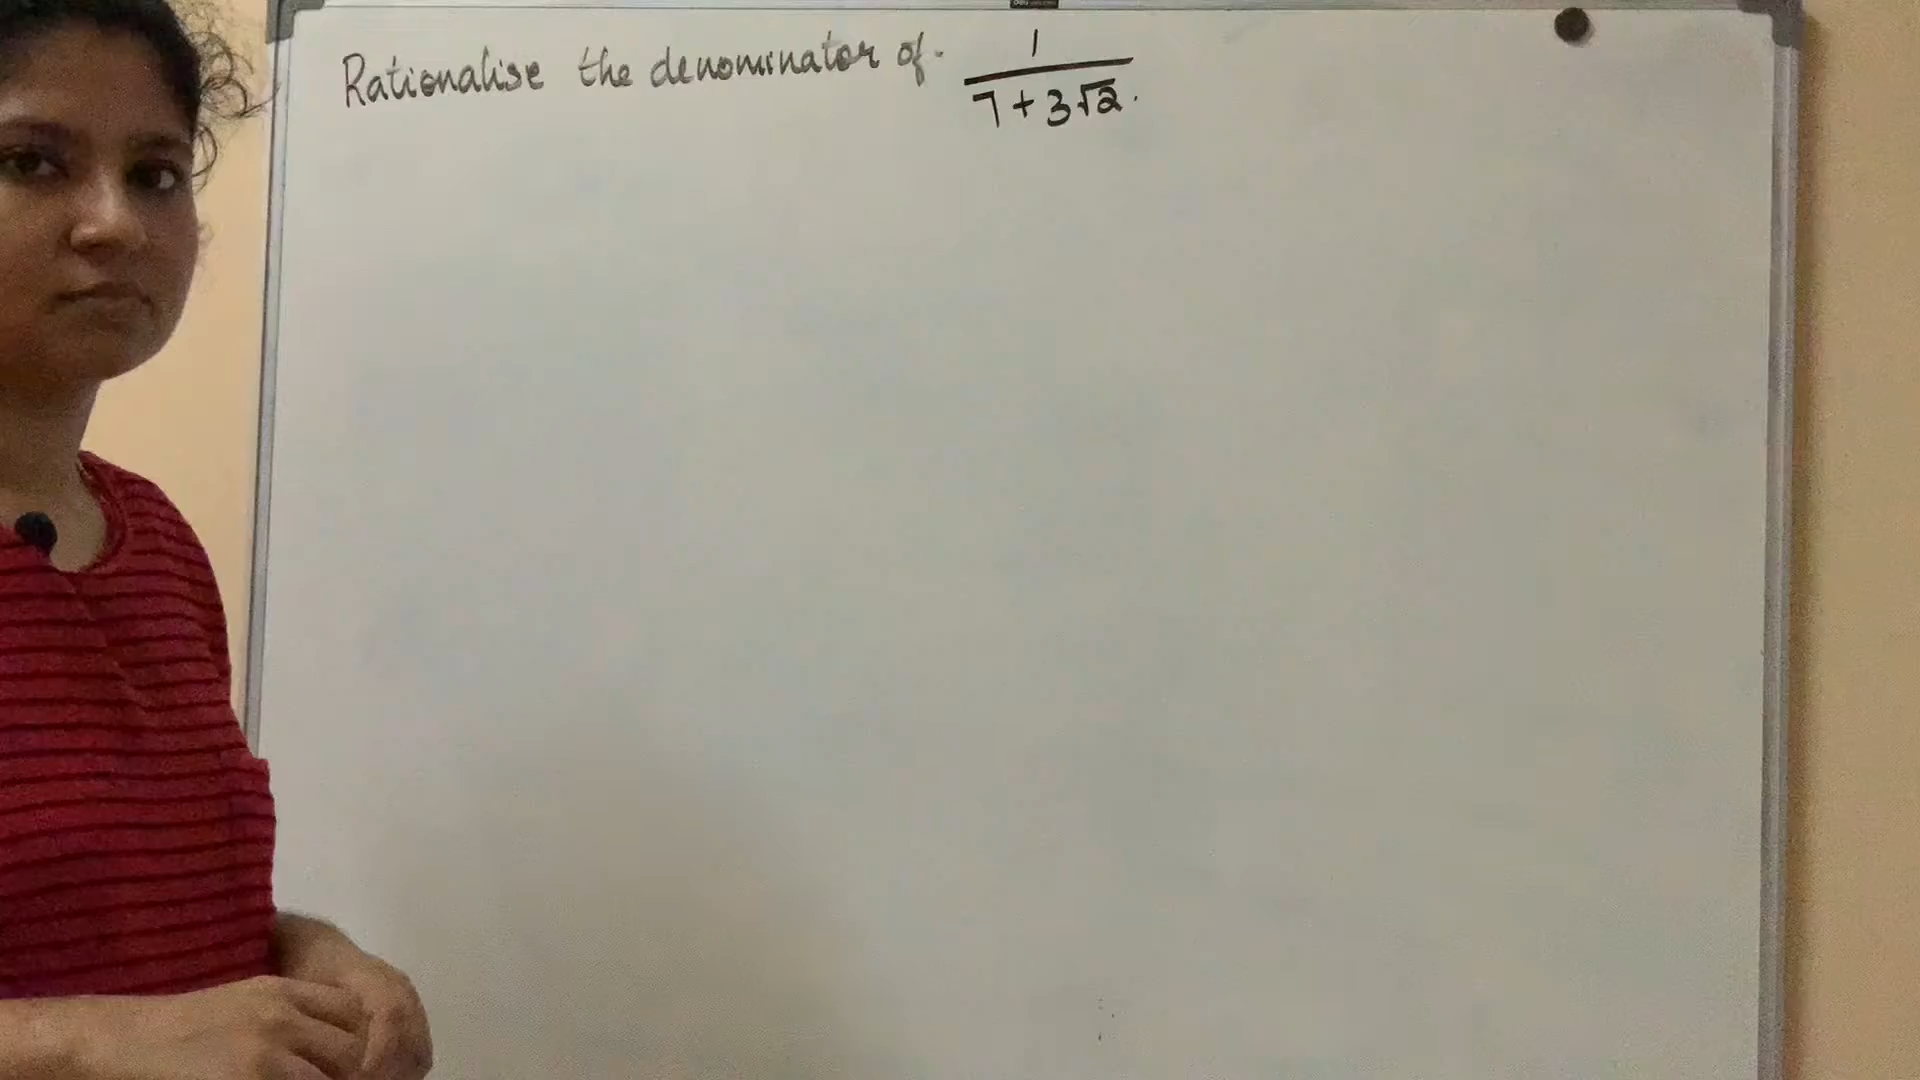 Rationalise the denominator of. 1/(7+3√2).